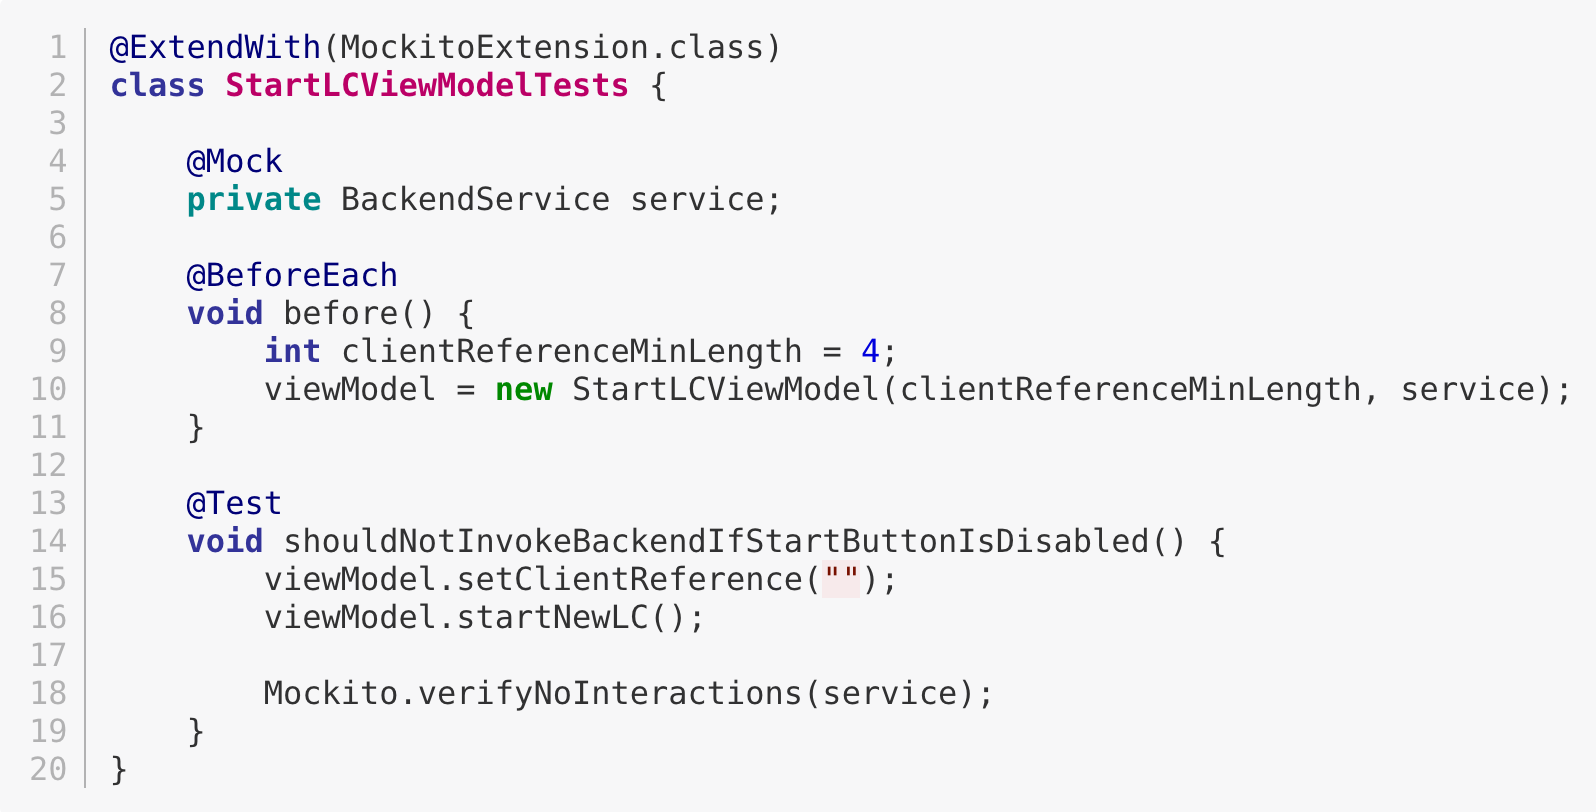 1 @ExtendWith(MockitoExtension.class)
2 class StartLCViewModelTests {
3
4     @Mock
5     private BackendService service;
6
7     @BeforeEach
8     void before() {
9         int clientReferenceMinLength = 4;
10         viewModel = new StartLCViewModel(clientReferenceMinLength, service);
11     }
12
13     @Test
14     void shouldNotInvokeBackendIfStartButtonIsDisabled() {
15         viewModel.setClientReference("");
16         viewModel.startNewLC();
17
18         Mockito.verifyNoInteractions(service);
19     }
20 }